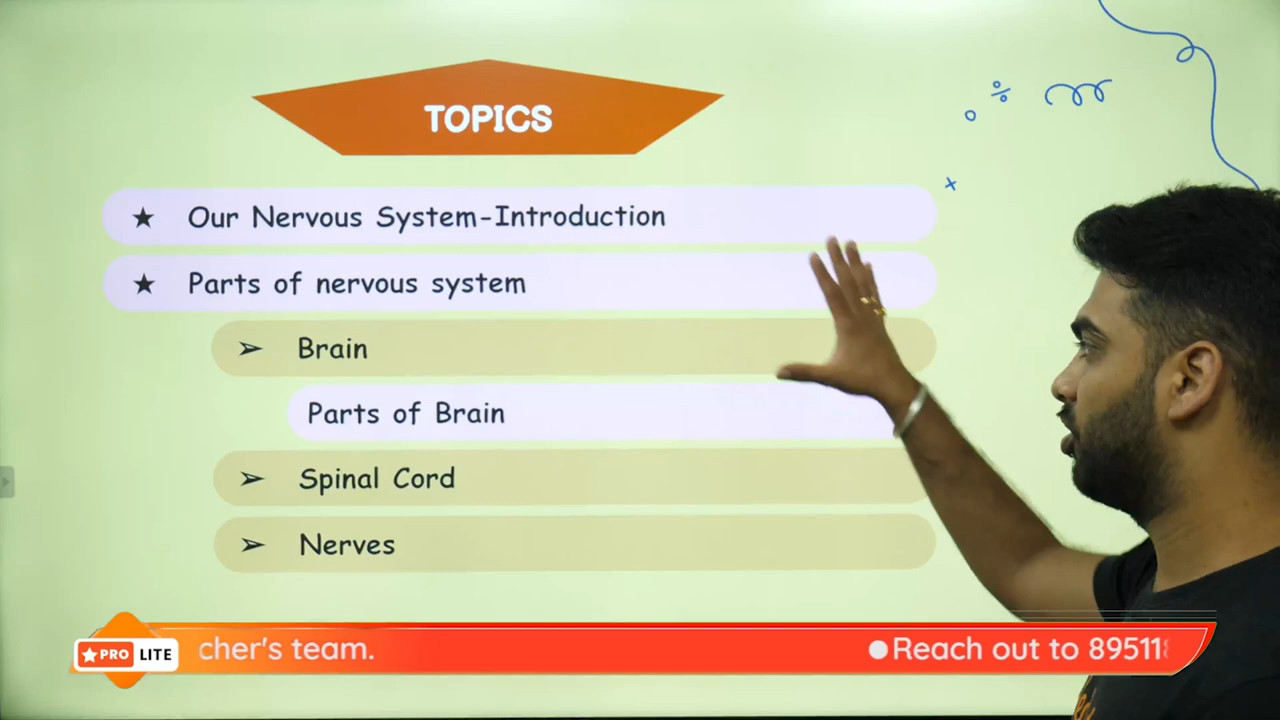 TOPICS
★ Our Nervous System-Introduction
★ Parts of nervous system
➢ Brain
Parts of Brain
➢ Spinal Cord
➢ Nerves
★ PRO LITE
cher's team.
●Reach out to 89511